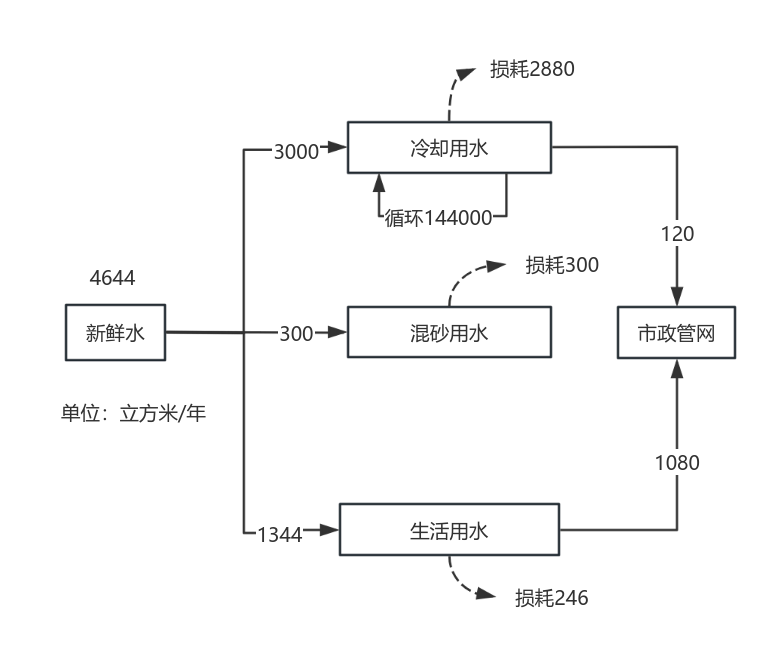 损耗2880
3000
冷却用水
循环144000
120
4644
损耗300
新鲜水
300
混砂用水
市政管网
单位：立方米/年
1080
1344
生活用水
损耗246